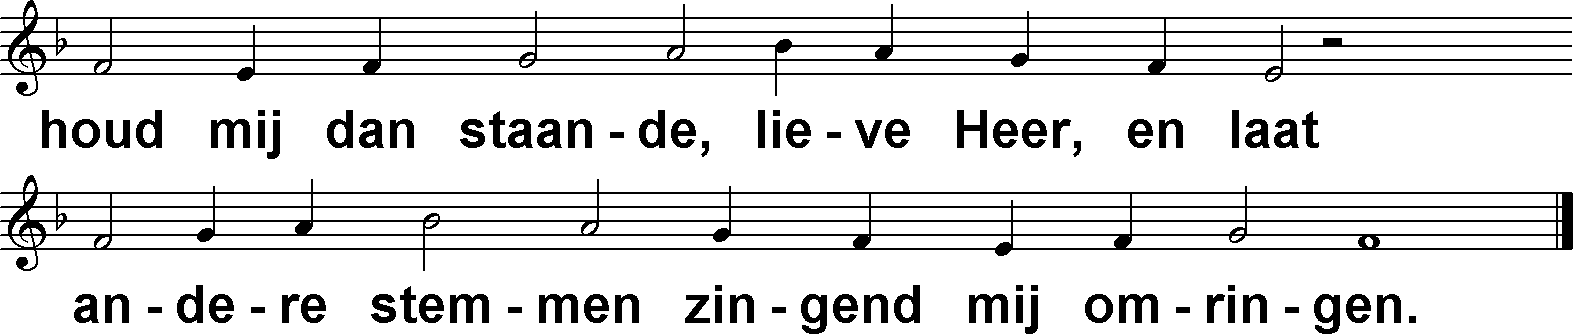 houd mij dan staan - de, lie - ve Heer, en laat
an - de - re stem - men zin - gend mij om - rin - gen.